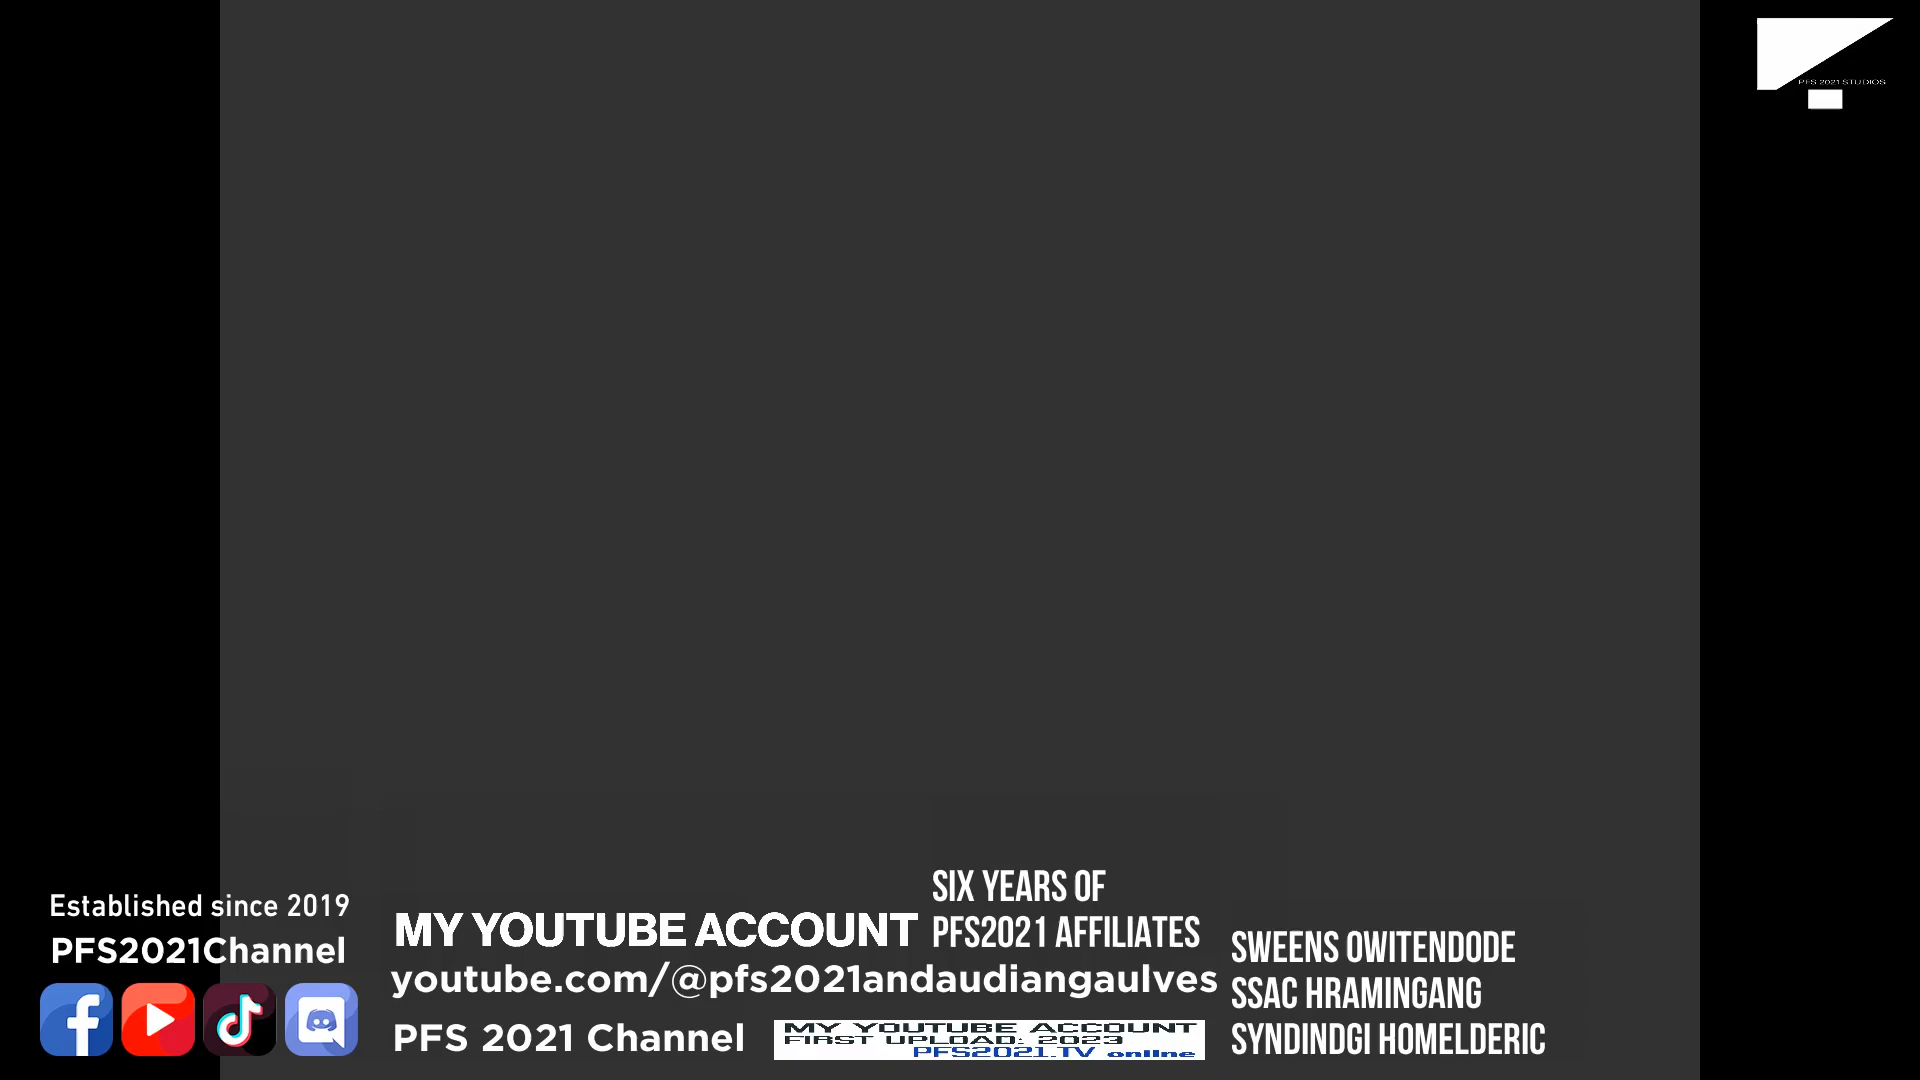 PFS 2021 STUDIOS
Established since 2019
PFS2021Channel
MY YOUTUBE ACCOUNT
youtube.com/@pfs2021andaudiangaulves
PFS 2021 Channel
SIX YEARS OF
PFS2021 AFFILIATES
MY YOUTUBE ACCOUNT
FIRST UPLOAD: 2023
PFS2021.TV online
SWEENS OWITENDODE
SSAC HRAMINGANG
SYNDINDGI HOMELDERIC